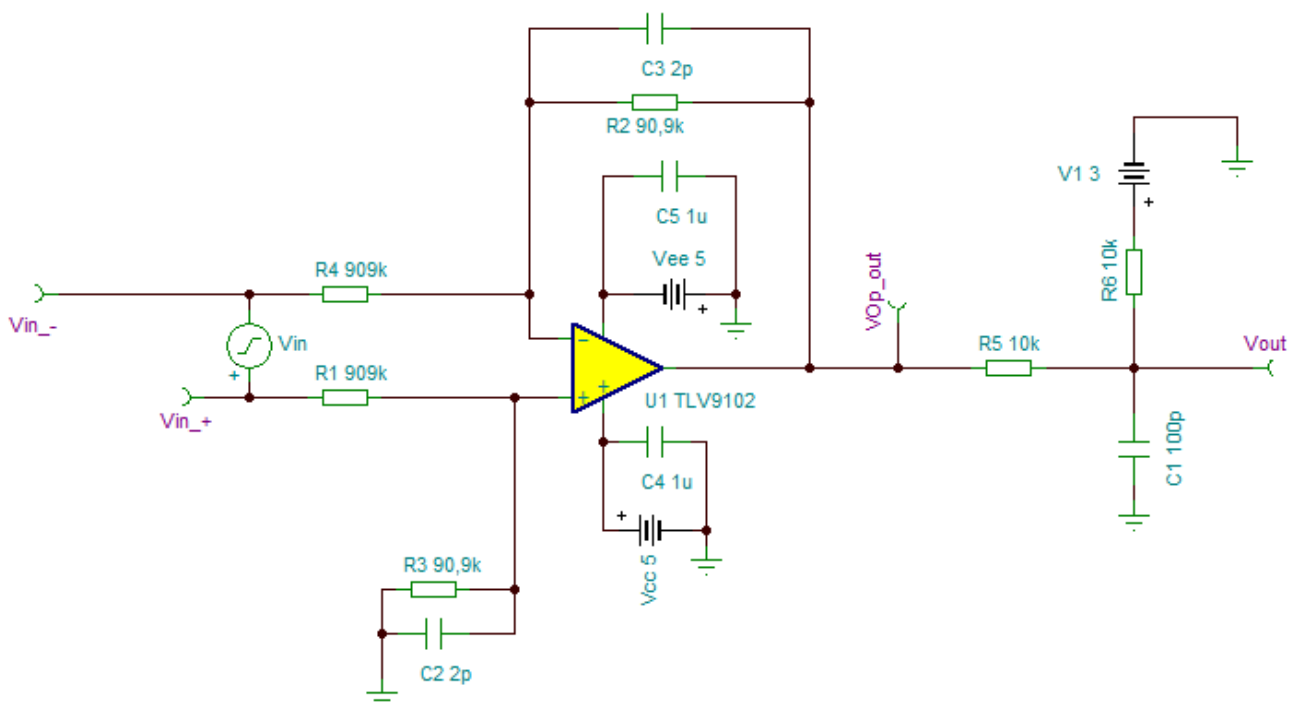 C3 2p
R2 90,9k
V1 3
+
C5 1u
R4 909k
Vee 5
+
VOp_out
R6 10k
Vin_-
Vin
+
-
R5 10k
Vout
R1 909k
+
+
U1 TLV9102
Vin_+
C4 1u
C1 100p
+
R3 90,9k
Vcc 5
C2 2p